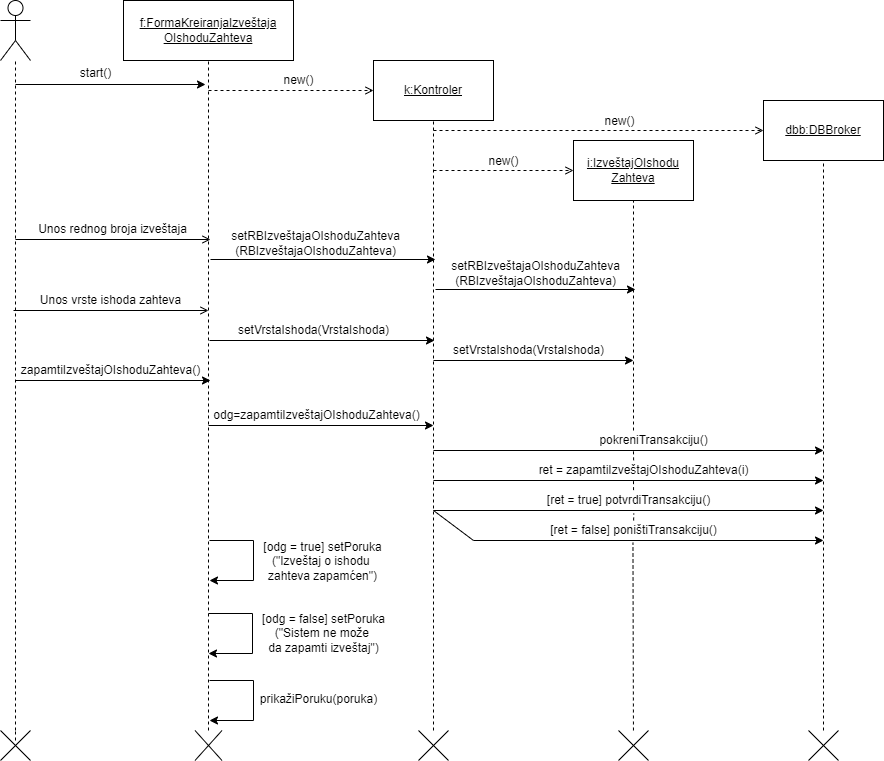 f:FormaKreiranjaIzveštaja
OIshoduZahteva
start()
new()
k:Kontroler
new()
dbb:DBBroker
new()
i:IzveštajOIshodu
Zahteva
Unos rednog broja izveštaja
setRBIzveštajaOIshoduZahteva
(RBIzveštajaOIshoduZahteva)
setRBIzveštajaOIshoduZahteva
(RBIzveštajaOIshoduZahteva)
Unos vrste ishoda zahteva
setVrstaIshoda(VrstaIshoda)
setVrstaIshoda(VrstaIshoda)
zapamtiIzveštajOIshoduZahteva()
odg=zapamtiIzveštajOIshoduZahteva()
pokreniTransakciju()
ret = zapamtiIzveštajOIshoduZahteva(i)
[ret = true] potvrdiTransakciju()
[ret = false] poništiTransakciju()
[odg = true] setPoruka
("Izveštaj o ishodu
zahteva zapamćen")
[odg = false] setPoruka
("Sistem ne može
da zapamti izveštaj")
prikažiPoruku(poruka)